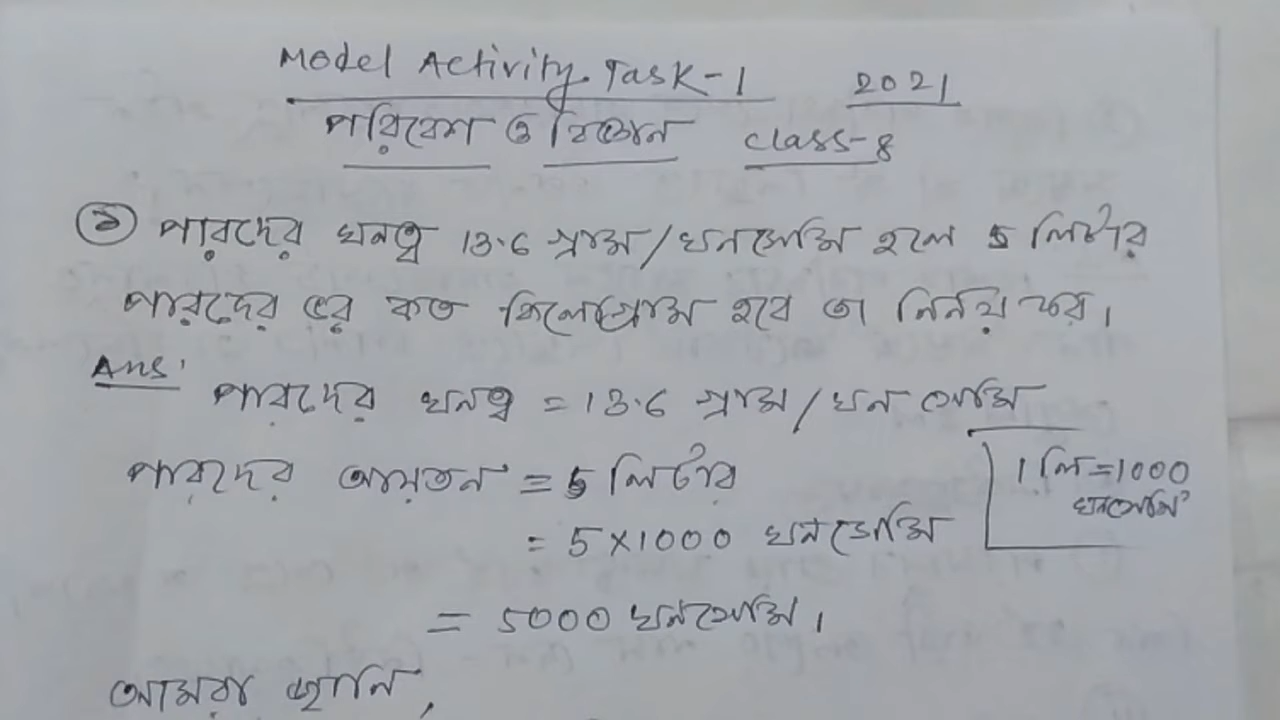 Model Activity Task-1 2021
পরিবেশ ও বিজ্ঞান class-8
① পারদের ঘনত্ব 13.6 গ্রাম/ঘনসেমি হলে 5 লিটার
পারদের ভর কত কিলোগ্রাম হবে তা নির্নয় কর।
Ans:
পারদের ঘনত্ব = 13.6 গ্রাম/ঘন সেমি
পারদের আয়তন = 5 লিটার
1 লি = 1000
ঘনসেমি
= 5×1000 ঘনসেমি
= 5000 ঘনসেমি।
আমরা জানি,